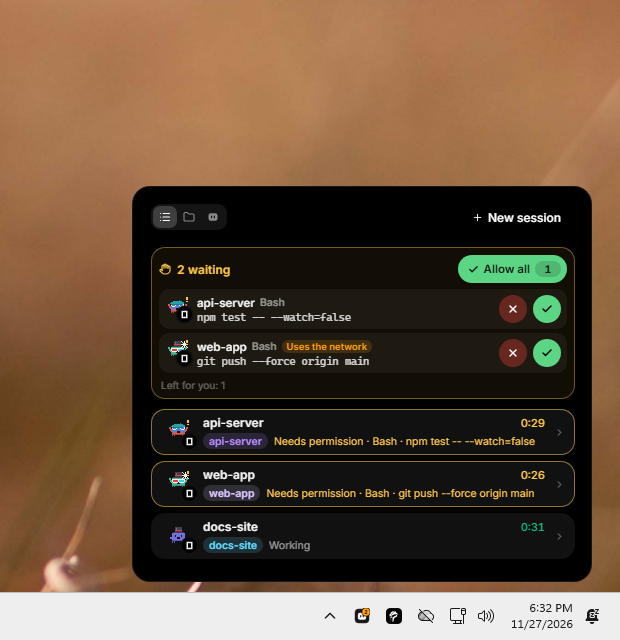 + New session
2 waiting
Allow all 1
api-server Bash
npm test -- --watch=false
web-app Bash Uses the network
git push --force origin main
Left for you: 1
api-server 0:29
api-server Needs permission · Bash · npm test -- --watch=false
web-app 0:26
web-app Needs permission · Bash · git push --force origin main
docs-site 0:31
docs-site Working
6:32 PM
11/27/2026